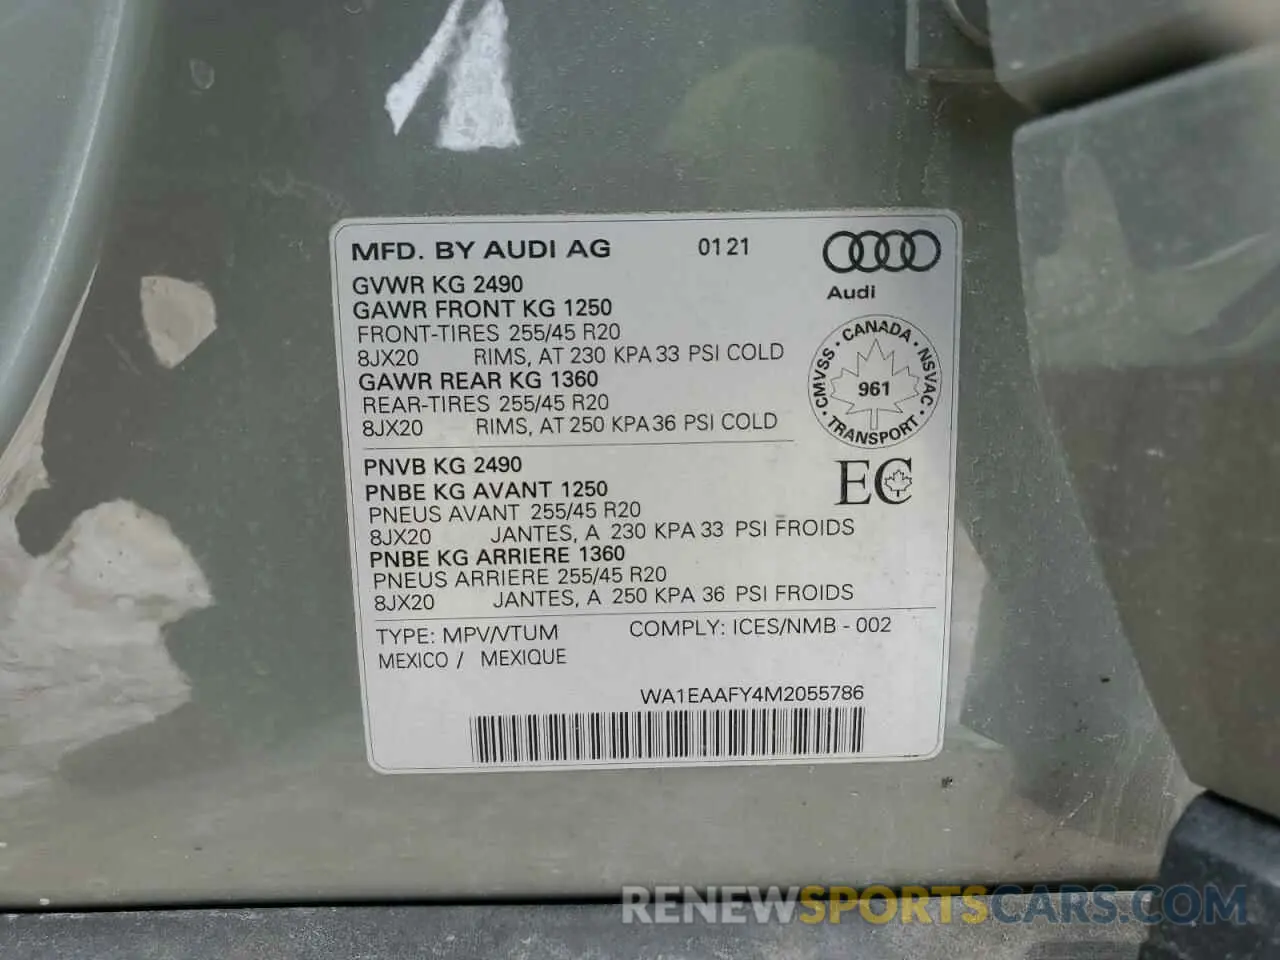 MFD. BY AUDI AG 0121
Audi
GVWR KG 2490
GAWR FRONT KG 1250
FRONT-TIRES 255/45 R20
8JX20 RIMS, AT 230 KPA 33 PSI COLD
GAWR REAR KG 1360
REAR-TIRES 255/45 R20
8JX20 RIMS, AT 250 KPA 36 PSI COLD
CMVSS · CANADA · NSVAC · TRANSPORT ·
961
EC
PNVB KG 2490
PNBE KG AVANT 1250
PNEUS AVANT 255/45 R20
8JX20 JANTES, A 230 KPA 33 PSI FROIDS
PNBE KG ARRIERE 1360
PNEUS ARRIERE 255/45 R20
8JX20 JANTES, A 250 KPA 36 PSI FROIDS
TYPE: MPV/VTUM COMPLY: ICES/NMB - 002
MEXICO / MEXIQUE
WA1EAAFY4M2055786
RENEWSPORTSCARS.COM